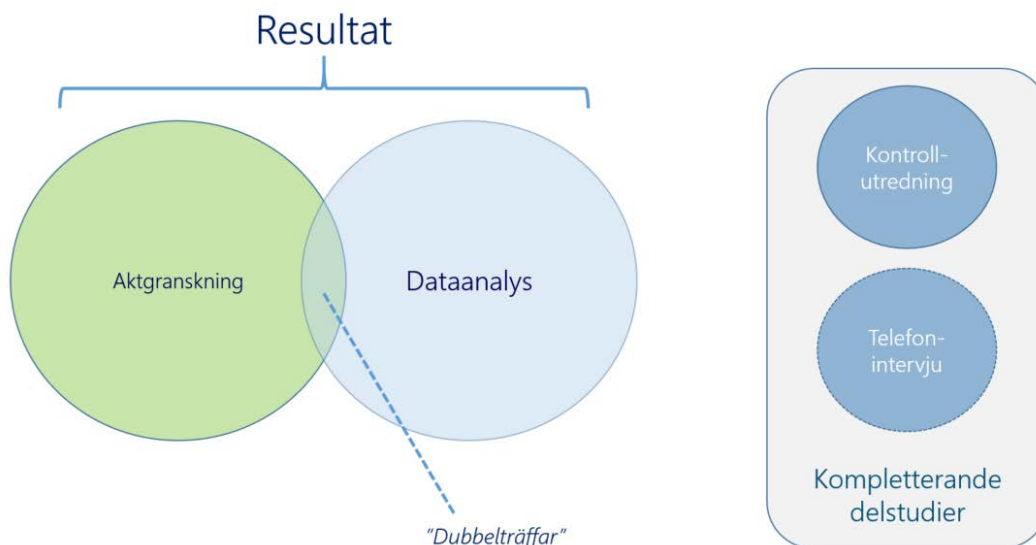 Resultat
Aktgranskning
Dataanalys
"Dubbelträffar"
Kontroll-
utredning
Telefon-
intervju
Kompletterande
delstudier